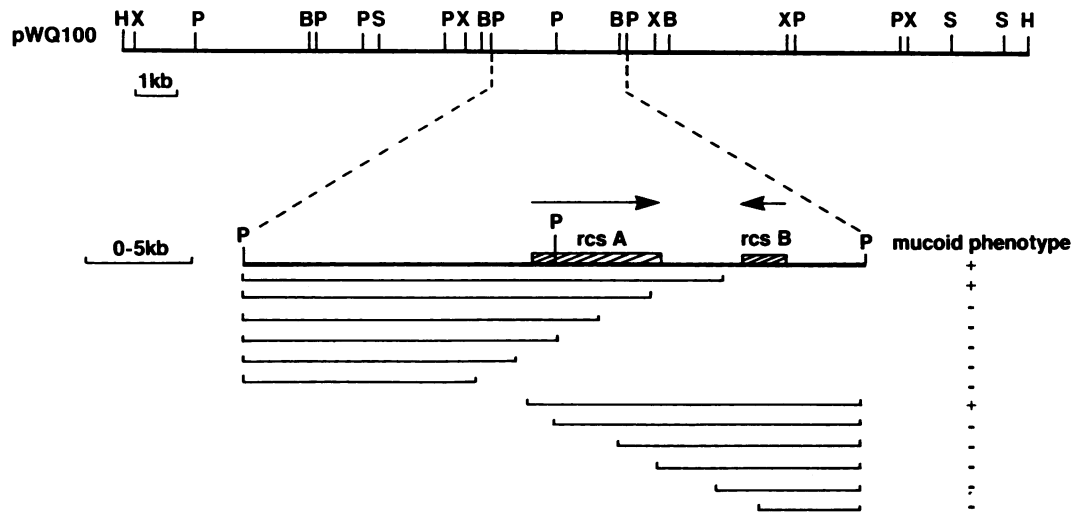 H X P B P P S P X B P P B P X B X P P X S S H
pWQ100
1kb
P P rcs A rcs B P
0-5kb mucoid phenotype
+
+
-
-
-
-
-
+
-
-
-
-
-